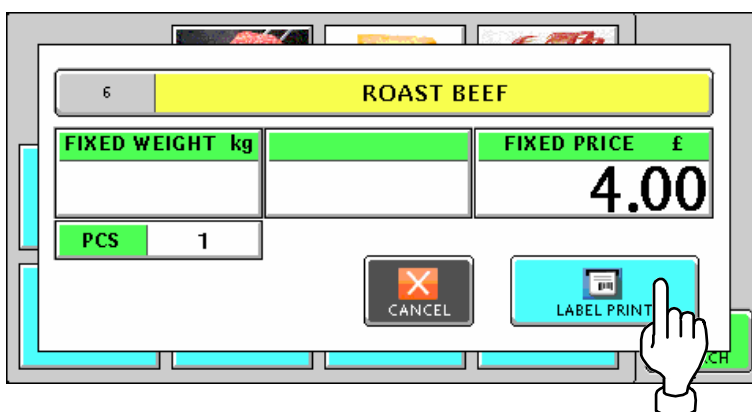 6 ROAST BEEF
FIXED WEIGHT kg FIXED PRICE £
4.00
PCS 1
CANCEL LABEL PRINT
CH